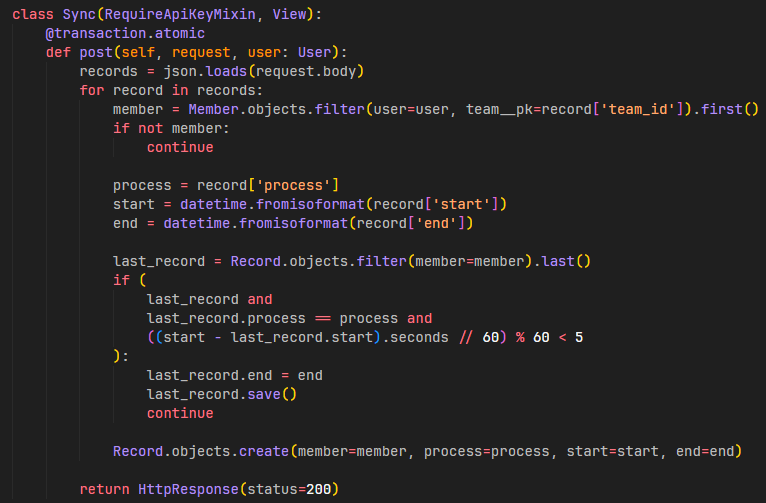 class Sync(RequireApiKeyMixin, View):
    @transaction.atomic
    def post(self, request, user: User):
        records = json.loads(request.body)
        for record in records:
            member = Member.objects.filter(user=user, team__pk=record['team_id']).first()
            if not member:
                continue

            process = record['process']
            start = datetime.fromisoformat(record['start'])
            end = datetime.fromisoformat(record['end'])

            last_record = Record.objects.filter(member=member).last()
            if (
                last_record and
                last_record.process == process and
                ((start - last_record.start).seconds // 60) % 60 < 5
            ):
                last_record.end = end
                last_record.save()
                continue

            Record.objects.create(member=member, process=process, start=start, end=end)

        return HttpResponse(status=200)